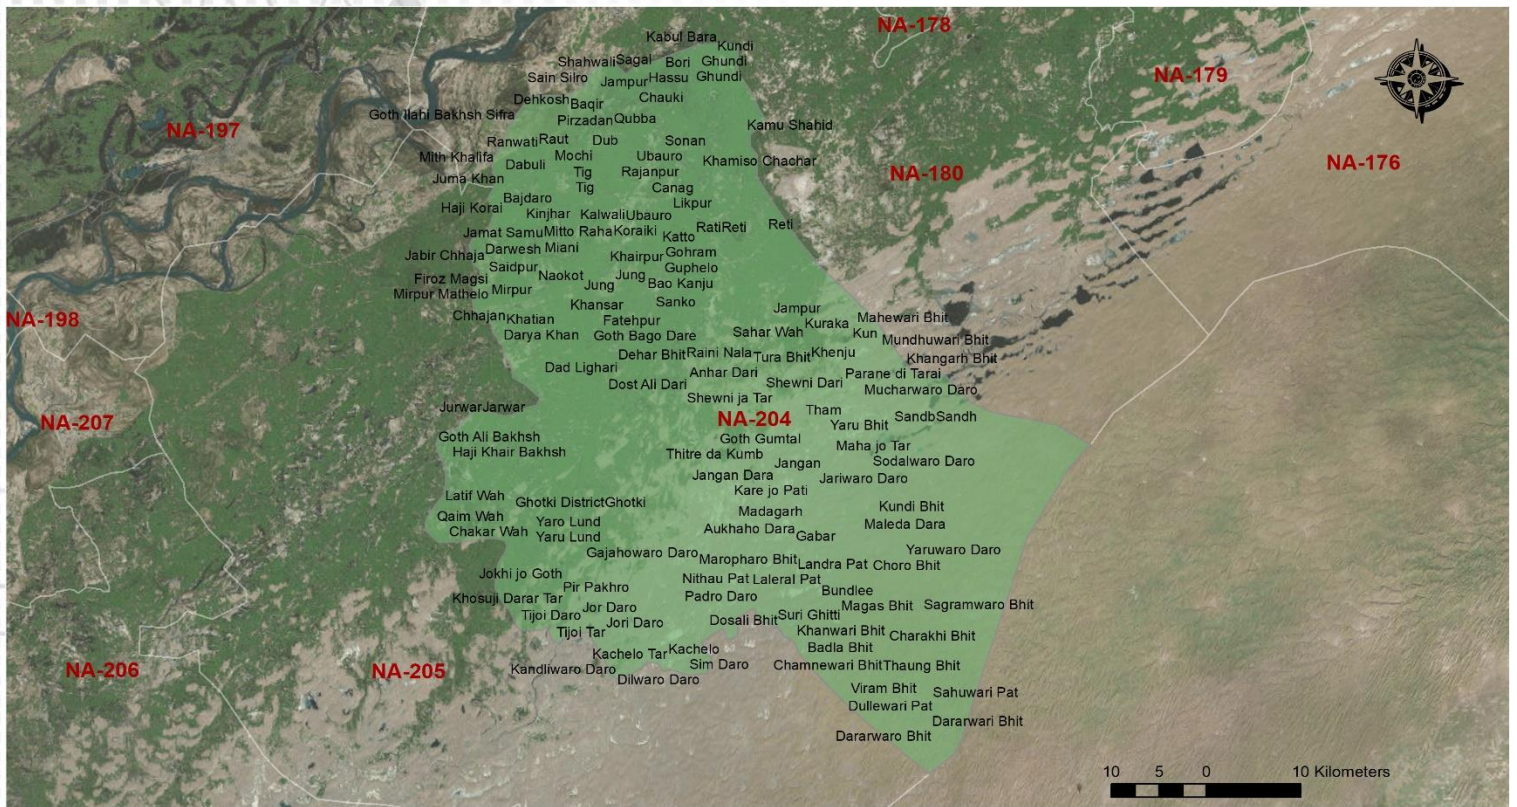 NA-178
Kabul Bara
Kundi
Shahwali
Sagal
Bori
Ghundi
NA-179
Sain Silro
Jampur
Hassu
Ghundi
Dehkosh
Baqir
Chauki
Goth Ilahi Bakhsh Sifra
Pirzadan
Qubba
Kamu Shahid
NA-197
Ranwati
Raut
Dub
Sonan
Mith Khalifa
Dabuli
Mochi
Ubauro
Khamiso Chachar
NA-176
Juma Khan
Tig
Rajanpur
NA-180
Tig
Canag
Bajdaro
Likpur
Haji Korai
Kinjhar
Kalwali
Ubauro
Jamat Samu
Mitto
Raha
Koraiki
Katto
Rati
Reti
Reti
Jabir Chhaja
Darwesh
Miani
Khairpur
Gohram
Saidpur
Naokot
Jung
Guphelo
Firoz Magsi
Jung
Bao Kanju
Mirpur Mathelo
Mirpur
Khansar
Sanko
Jampur
NA-198
Chhajan
Khatian
Fatehpur
Kuraka
Mahewari Bhit
Darya Khan
Goth Bago Dare
Sahar Wah
Kun
Mundhuwari Bhit
Dehar Bhit
Raini Nala
Tura Bhit
Khenju
Khangarh Bhit
Dad Lighari
Anhar Dari
Parane di Tarai
Dost Ali Dari
Shewni Dari
Mucharwaro Daro
Shewni ja Tar
Jurwar
Jarwar
NA-204
Tham
Sandb
Sandh
NA-207
Yaru Bhit
Goth Ali Bakhsh
Goth Gumtal
Haji Khair Bakhsh
Thitre da Kumb
Maha jo Tar
Jangan
Sodalwaro Daro
Jangan Dara
Jariwaro Daro
Latif Wah
Ghotki District
Ghotki
Kare jo Pati
Qaim Wah
Yaro Lund
Madagarh
Kundi Bhit
Chakar Wah
Yaru Lund
Aukhaho Dara
Gabar
Maleda Dara
Gajahowaro Daro
Maropharo Bhit
Landra Pat
Choro Bhit
Yaruwaro Daro
Jokhi jo Goth
Pir Pakhro
Nithau Pat
Laleral Pat
Khosuji Darar Tar
Padro Daro
Bundlee
Tijoi Daro
Jor Daro
Magas Bhit
Sagramwaro Bhit
Jori Daro
Dosali Bhit
Suri Ghitti
Tijoi Tar
Khanwari Bhit
Charakhi Bhit
Kachelo Tar
Kachelo
Badla Bhit
NA-206
NA-205
Kandliwaro Daro
Sim Daro
Chamnewari Bhit
Thaung Bhit
Dilwaro Daro
Viram Bhit
Sahuwari Pat
Dullewari Pat
Dararwari Bhit
Dararwaro Bhit
10 5 0 10 Kilometers